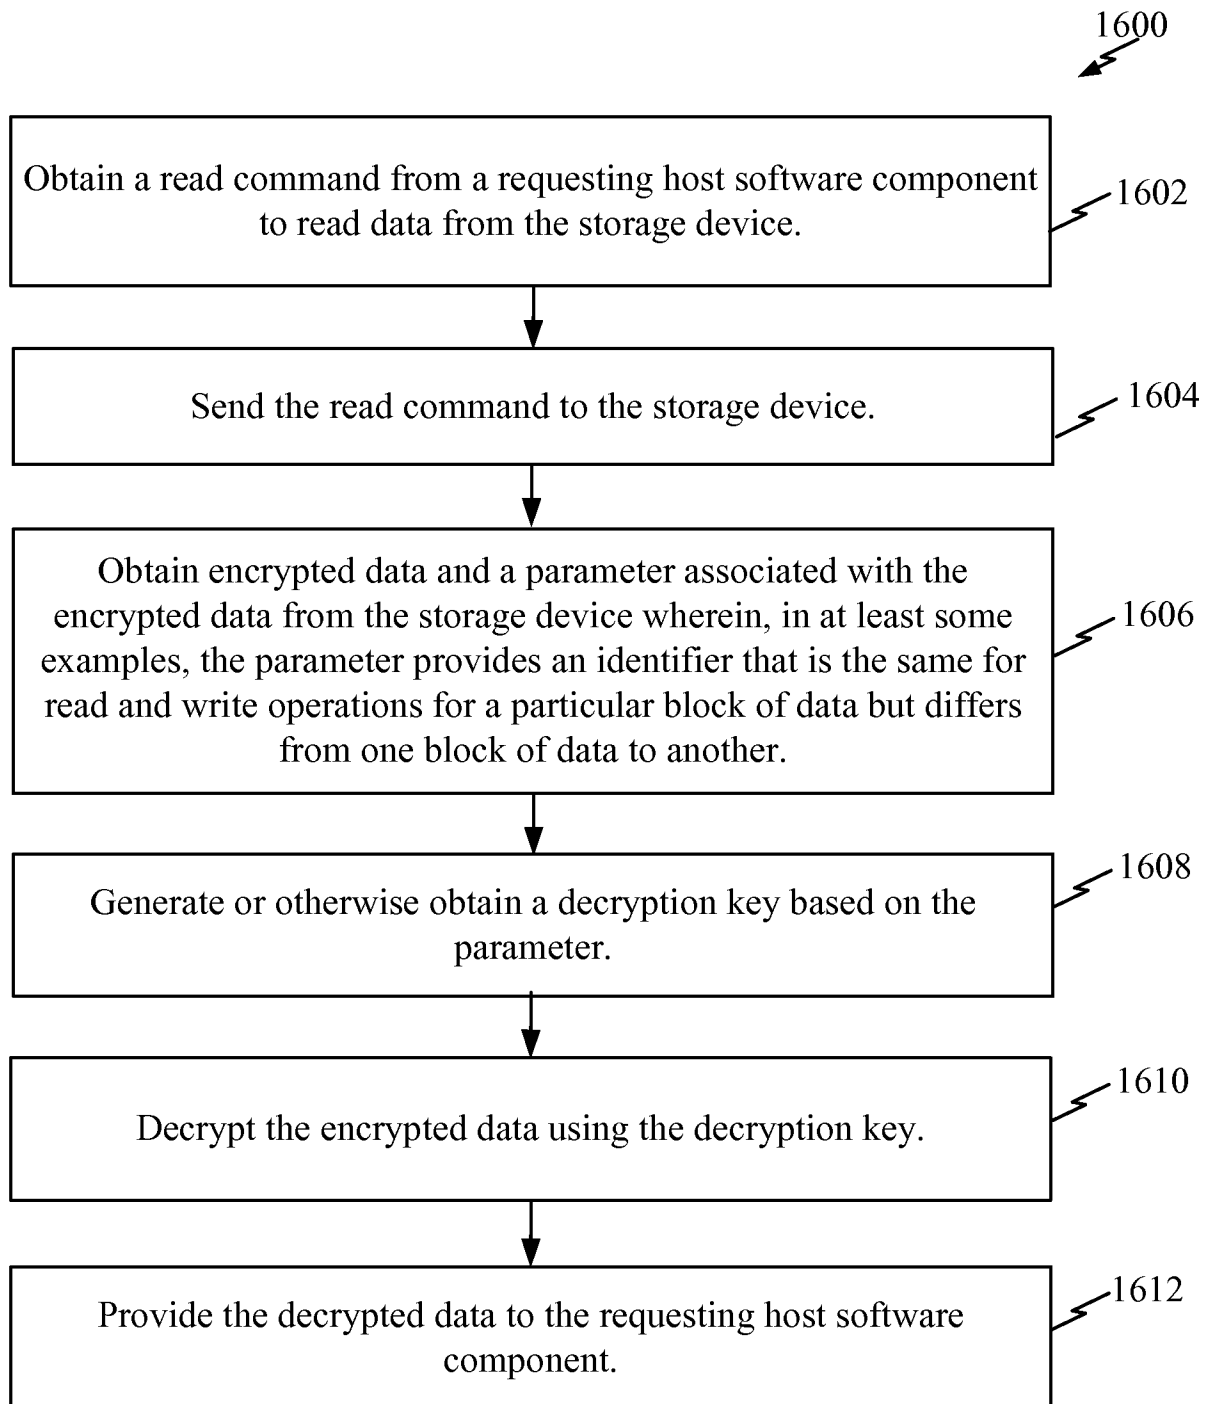 1600
Obtain a read command from a requesting host software component
to read data from the storage device.
1602
Send the read command to the storage device.
1604
Obtain encrypted data and a parameter associated with the
encrypted data from the storage device wherein, in at least some
examples, the parameter provides an identifier that is the same for
read and write operations for a particular block of data but differs
from one block of data to another.
1606
Generate or otherwise obtain a decryption key based on the
parameter.
1608
Decrypt the encrypted data using the decryption key.
1610
Provide the decrypted data to the requesting host software
component.
1612